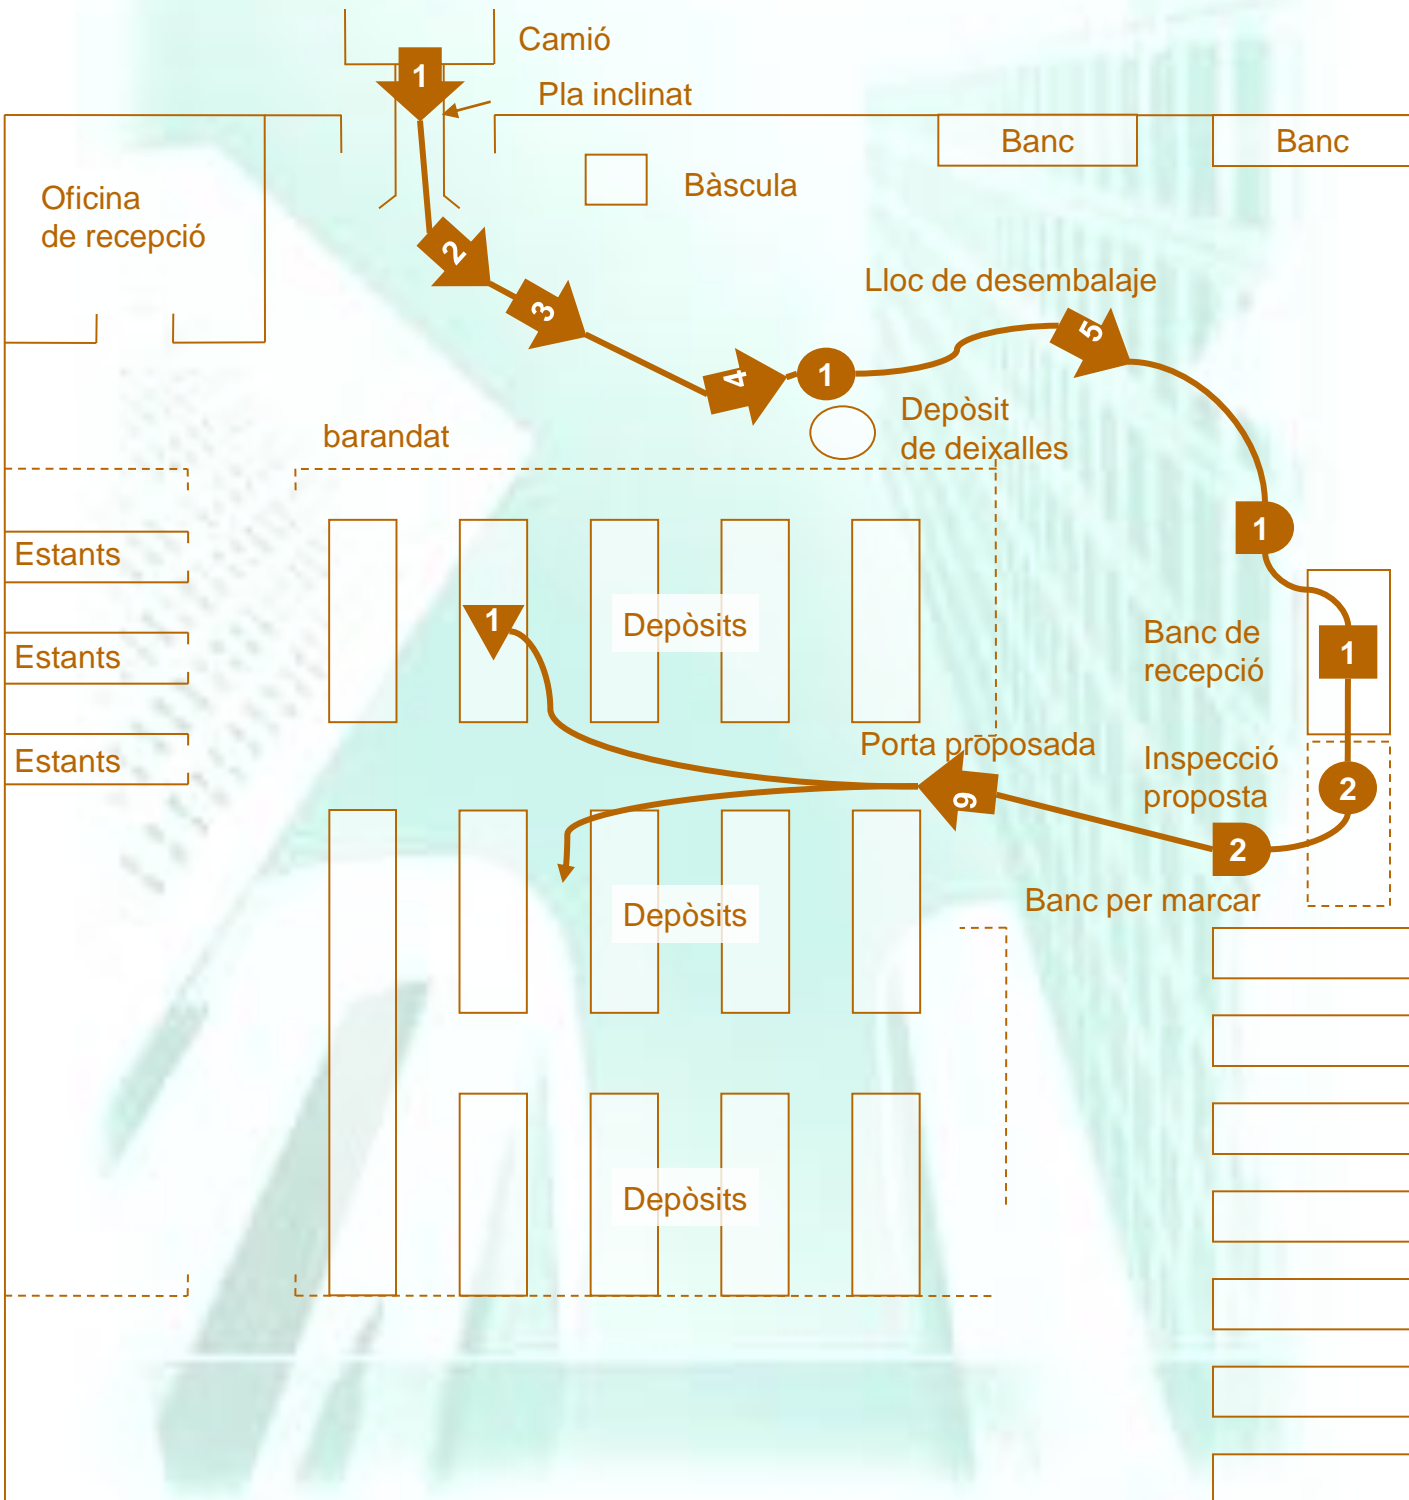 Camió
1
Pla inclinat
Banc
Banc
Bàscula
Oficina
de recepció
2
Lloc de desembalaje
3
5
4
1
Depòsit
de deixalles
barandat
1
Estants
1
Depòsits
Banc de
recepció
1
Estants
Porta proposada
Inspecció
proposta
Estants
2
6
2
Banc per marcar
Depòsits
Depòsits